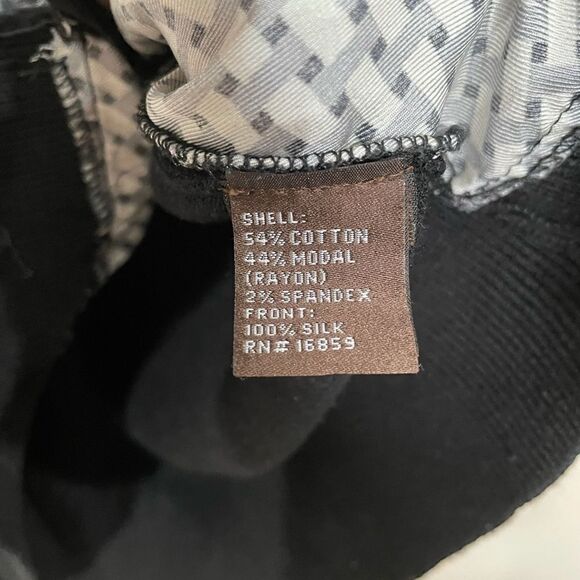 SHELL:
54% COTTON
44% MODAL
(RAYON)
2% SPANDEX
FRONT:
100% SILK
RN# 16859